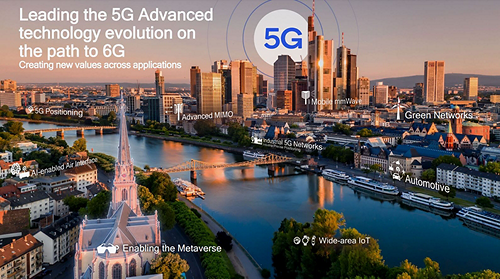 Leading the 5G Advanced
technology evolution on
the path to 6G
Creating new values across applications
5G
Mobile mmWave
5G Positioning
Advanced MIMO
Green Networks
Industrial 5G Networks
AI-enabled Air Interface
Automotive
Enabling the Metaverse
Wide-area IoT